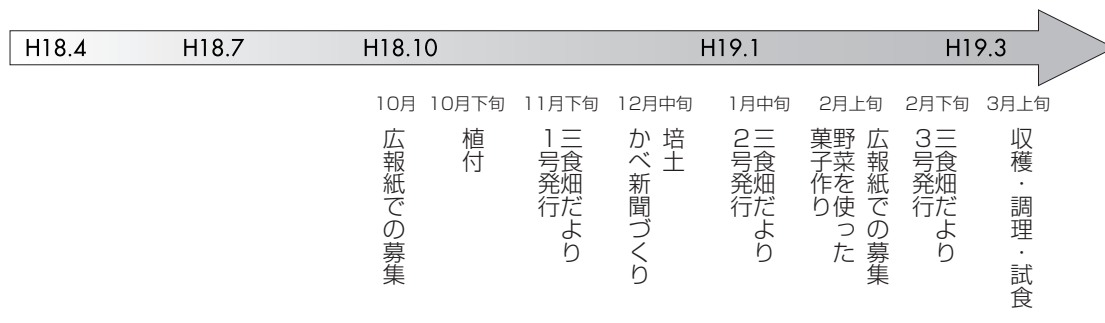 H18.4 H18.7 H18.10 H19.1 H19.3
10月 10月下旬 11月下旬 12月中旬 1月中旬 2月上旬 2月下旬 3月上旬
広報紙での募集
植付
三食畑だより
1号発行
培土
かべ新聞づくり
三食畑だより
2号発行
広報紙での募集
野菜を使った
菓子作り
三食畑だより
3号発行
収穫・調理・試食